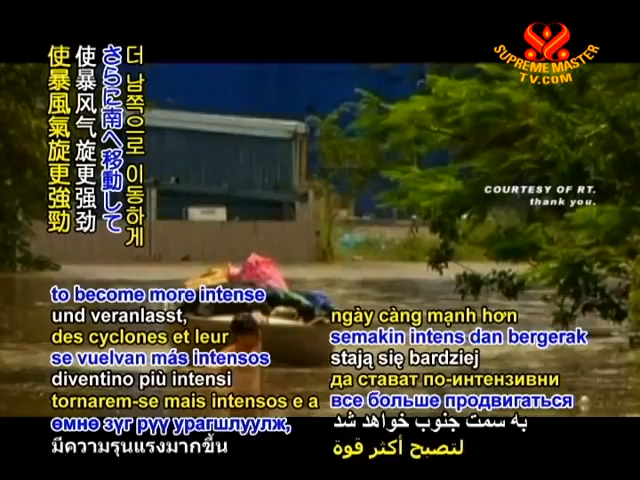 SUPREME MASTER
TV.COM
使暴風氣旋更強勁
使暴风气旋更强劲
さらに南へ移動して
더 남쪽으로 이동하게
COURTESY OF RT.
thank you.
to become more intense
und veranlasst,
des cyclones et leur
se vuelvan más intensos
diventino più intensi
tornarem-se mais intensos e a
өмнө зүг рүү урагшлуулж,
มีความรุนแรงมากขึ้น
ngày càng mạnh hơn
semakin intens dan bergerak
stają się bardziej
да стават по-интензивни
все больше продвигаться
به سمت جنوب خواهد شد
لتصبح أكثر قوة